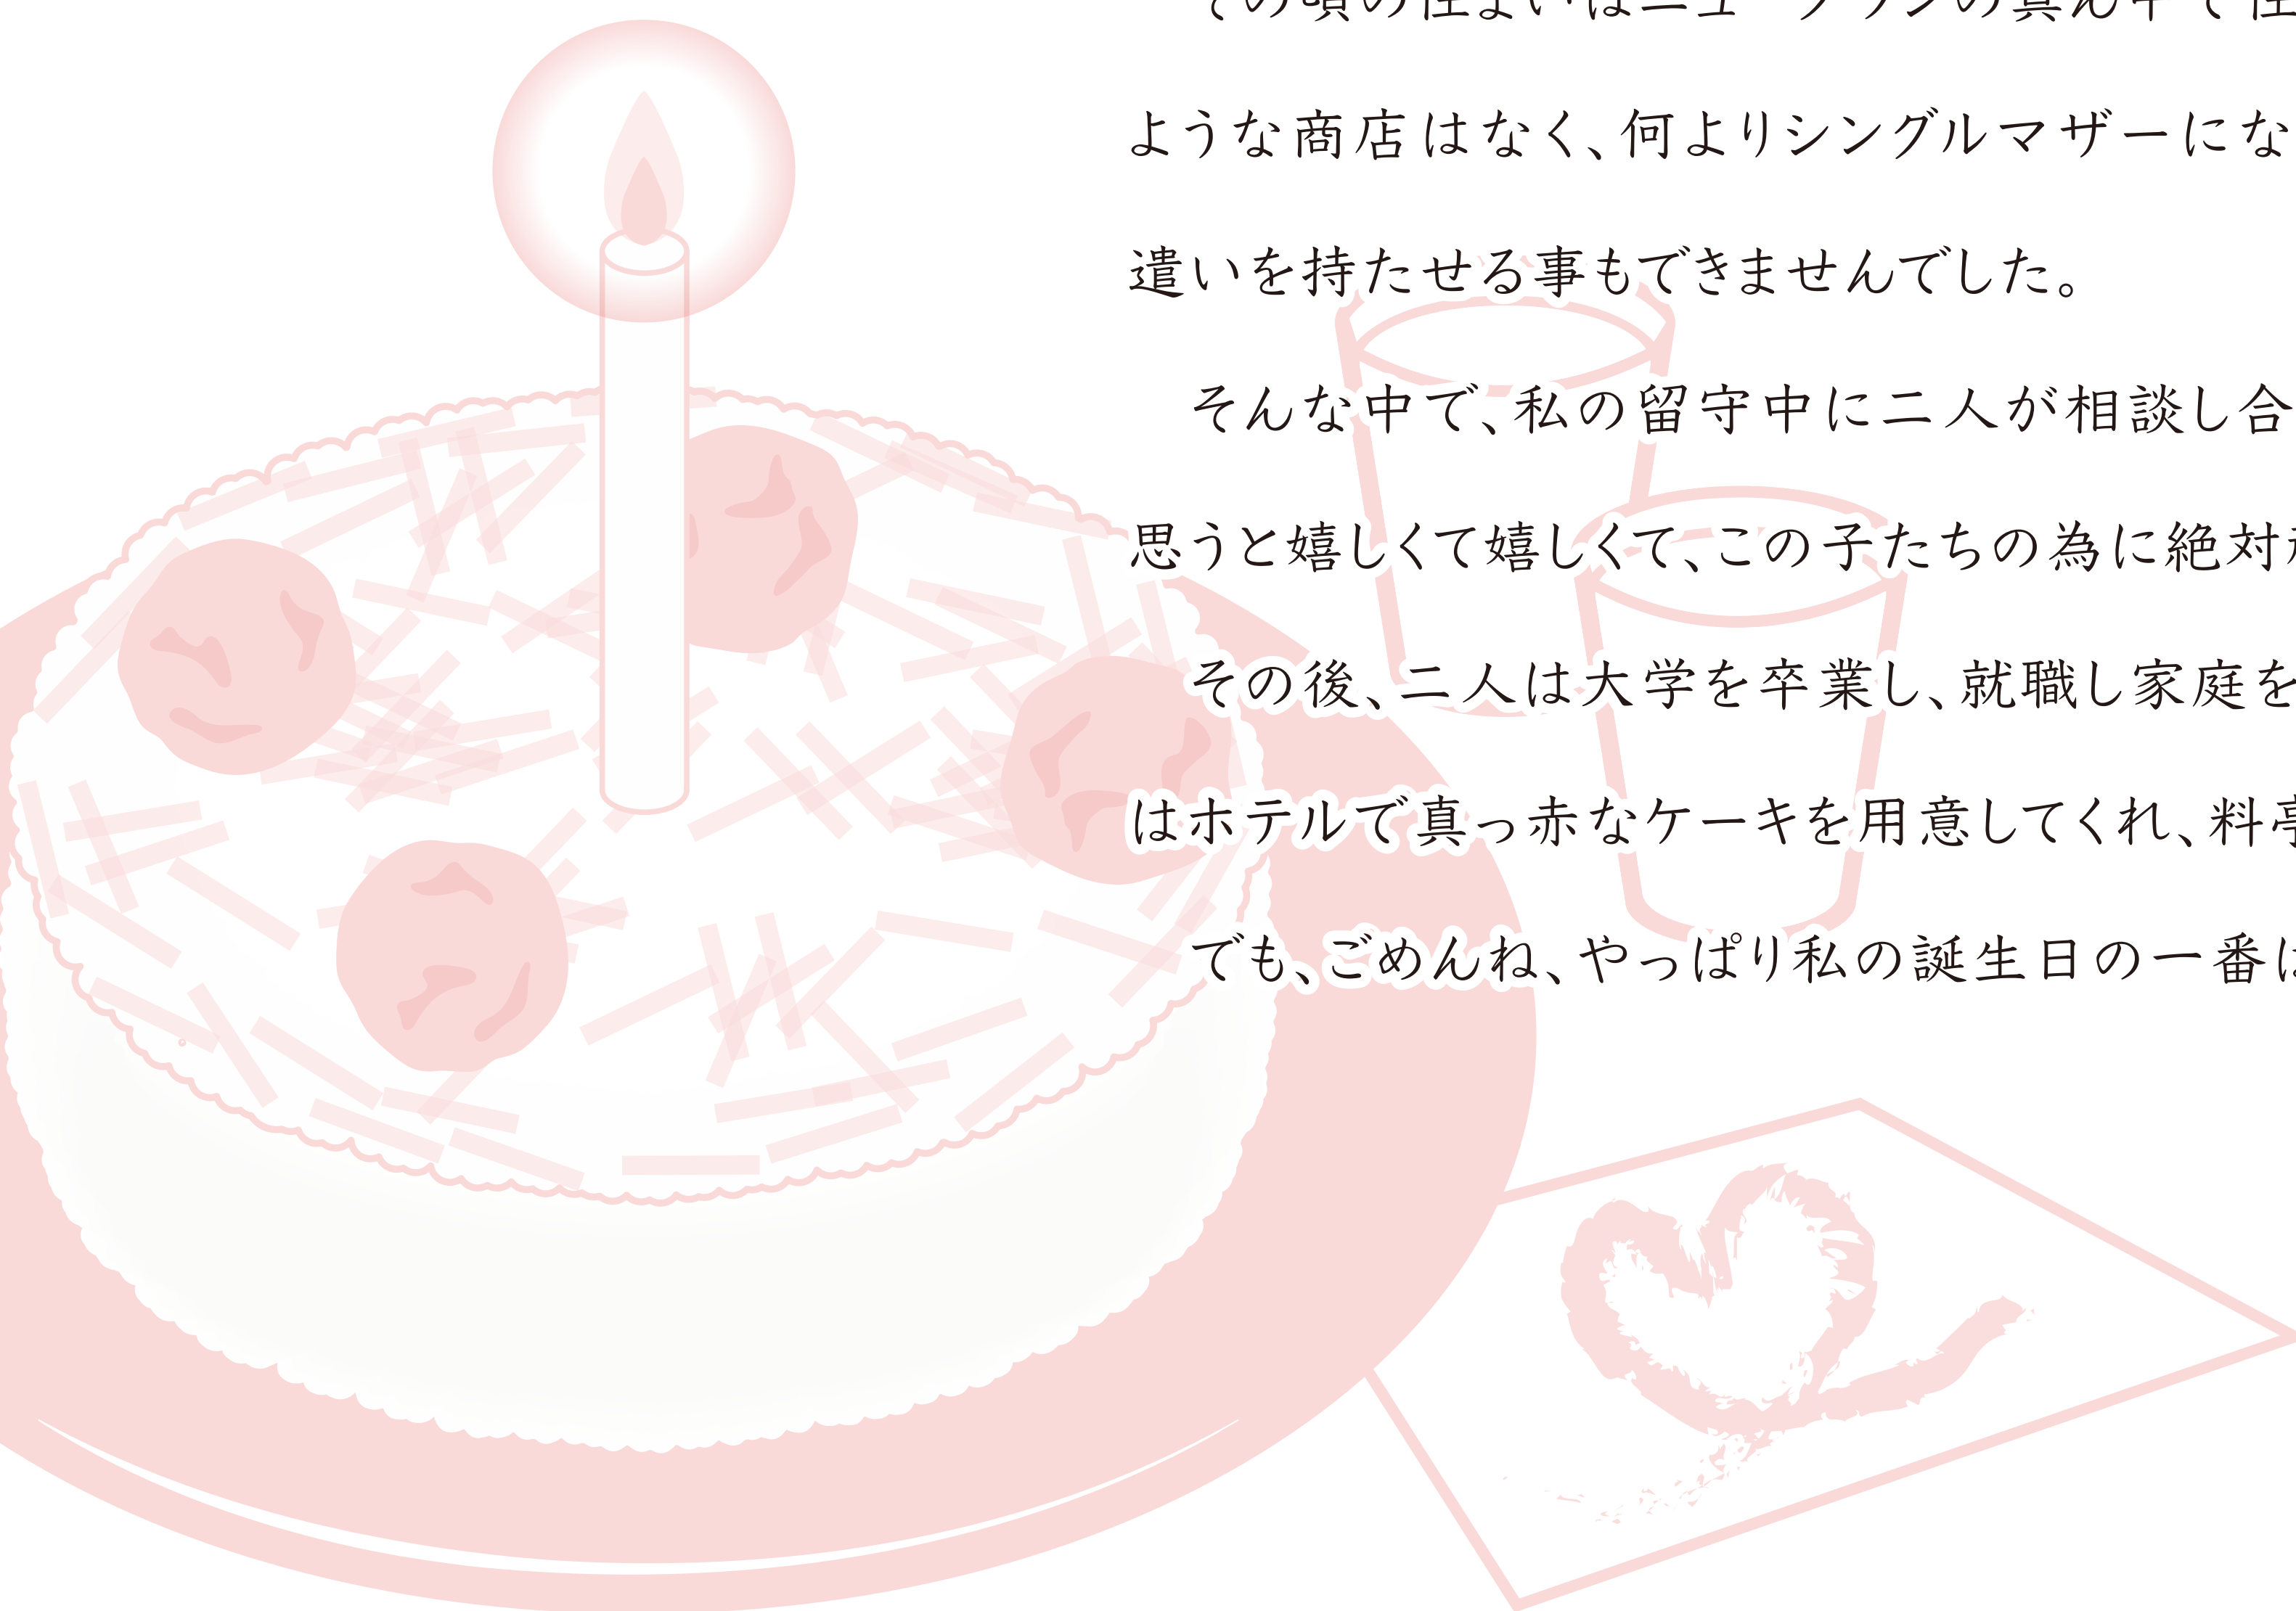 ような商店はなく、何よりシングルマザーにな
遣いを持たせる事もできませんでした。
そんな中で、私の留守中に二人が相談し合
思うと嬉しくて嬉しくて、この子たちの為に絶対
その後、二人は大学を卒業し、就職し家庭を
はホテルで真っ赤なケーキを用意してくれ、料
でも、ごめんね、やっぱり私の誕生日の一番は